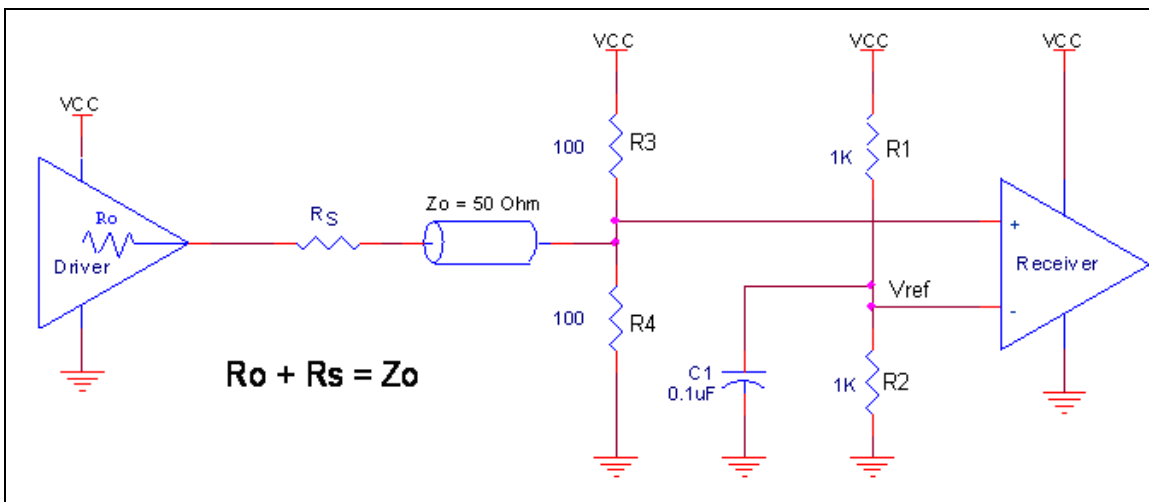 VCC
VCC
VCC
VCC
R3
100
R1
1K
Zo = 50 Ohm
Ro
RS
+
Driver
Receiver
Vref
-
100
R4
C1
0.1uF
1K
R2
Ro + Rs = Zo